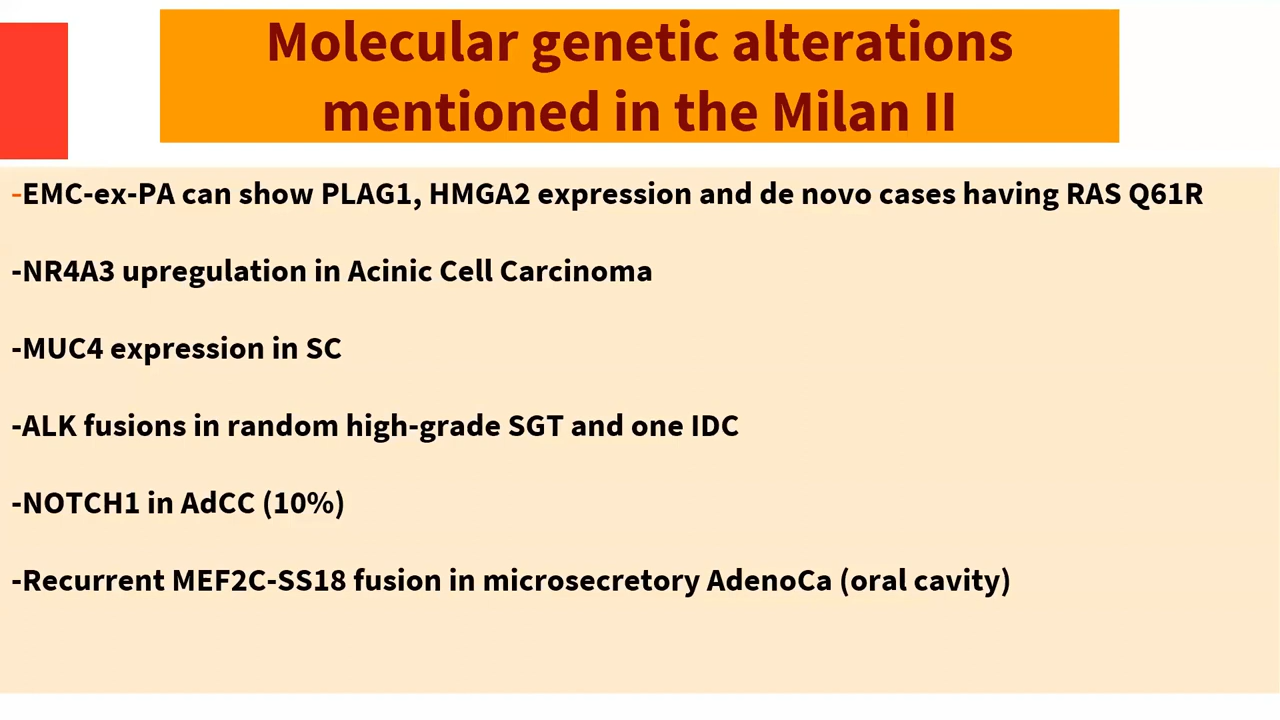 Molecular genetic alterations
mentioned in the Milan II
-EMC-ex-PA can show PLAG1, HMGA2 expression and de novo cases having RAS Q61R
-NR4A3 upregulation in Acinic Cell Carcinoma
-MUC4 expression in SC
-ALK fusions in random high-grade SGT and one IDC
-NOTCH1 in AdCC (10%)
-Recurrent MEF2C-SS18 fusion in microsecretory AdenoCa (oral cavity)